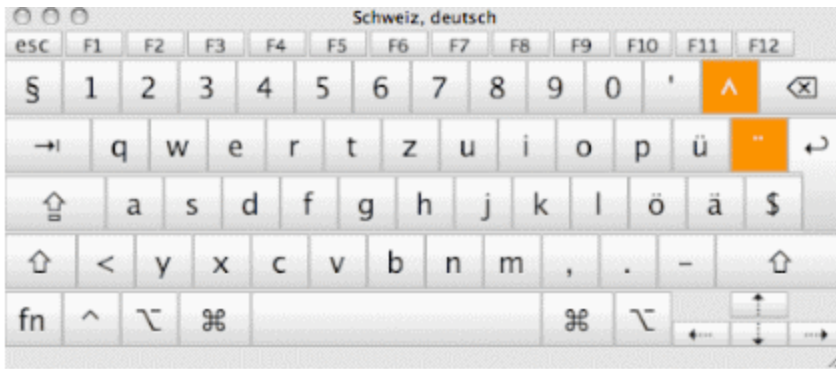 Schweiz, deutsch
esc F1 F2 F3 F4 F5 F6 F7 F8 F9 F10 F11 F12
§ 1 2 3 4 5 6 7 8 9 0 ' ^ ⌫
⇥ q w e r t z u i o p ü ¨ ↩
⇪ a s d f g h j k l ö ä $
⇧ < y x c v b n m , . - ⇧
fn ^ ⌥ ⌘ ⌘ ⌥ ← ↑ ↓ →